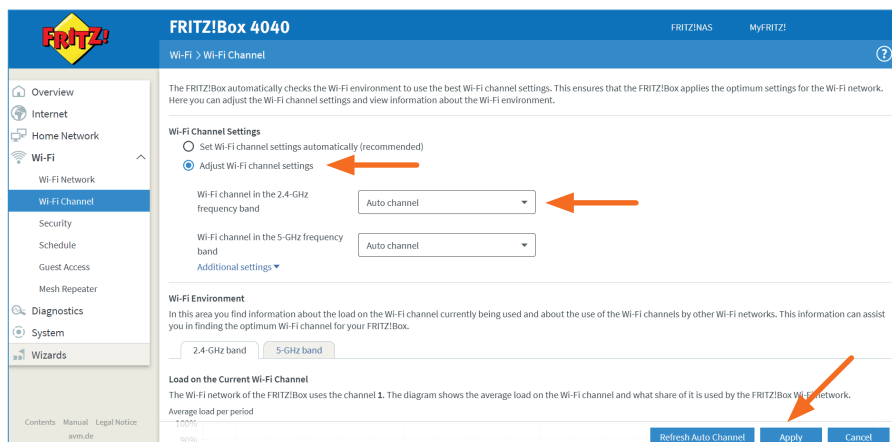 FRITZ!
FRITZ!Box 4040
FRITZ!NAS
MyFRITZ!
Wi-Fi > Wi-Fi Channel
?
Overview
Internet
Home Network
Wi-Fi
Wi-Fi Network
Wi-Fi Channel
Security
Schedule
Guest Access
Mesh Repeater
Diagnostics
System
Wizards
Contents Manual Legal Notice
avm.de
The FRITZ!Box automatically checks the Wi-Fi environment to use the best Wi-Fi channel settings. This ensures that the FRITZ!Box applies the optimum settings for the Wi-Fi network.
Here you can adjust the Wi-Fi channel settings and view information about the Wi-Fi environment.
Wi-Fi Channel Settings
Set Wi-Fi channel settings automatically (recommended)
Adjust Wi-Fi channel settings
Wi-Fi channel in the 2.4-GHz
frequency band
Auto channel
Wi-Fi channel in the 5-GHz frequency
band
Auto channel
Additional settings
Wi-Fi Environment
In this area you find information about the load on the Wi-Fi channel currently being used and about the use of the Wi-Fi channels by other Wi-Fi networks. This information can assist
you in finding the optimum Wi-Fi channel for your FRITZ!Box.
2.4-GHz band
5-GHz band
Load on the Current Wi-Fi Channel
The Wi-Fi network of the FRITZ!Box uses the channel 1. The diagram shows the average load on the Wi-Fi channel and what share of it is used by the FRITZ!Box Wi-Fi network.
Average load per period
100%
90%
Refresh Auto Channel
Apply
Cancel